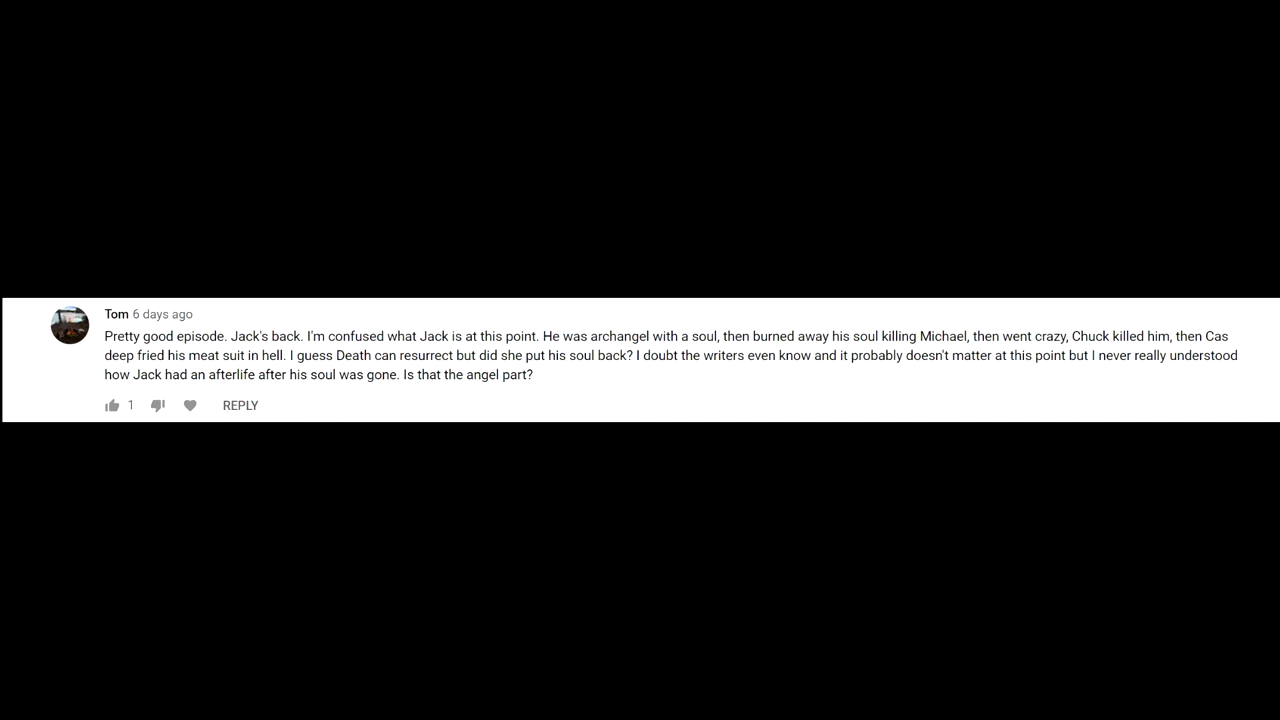 Tom 6 days ago
Pretty good episode. Jack's back. I'm confused what Jack is at this point. He was archangel with a soul, then burned away his soul killing Michael, then went crazy, Chuck killed him, then Cas
deep fried his meat suit in hell. I guess Death can resurrect but did she put his soul back? I doubt the writers even know and it probably doesn't matter at this point but I never really understood
how Jack had an afterlife after his soul was gone. Is that the angel part?
1 REPLY